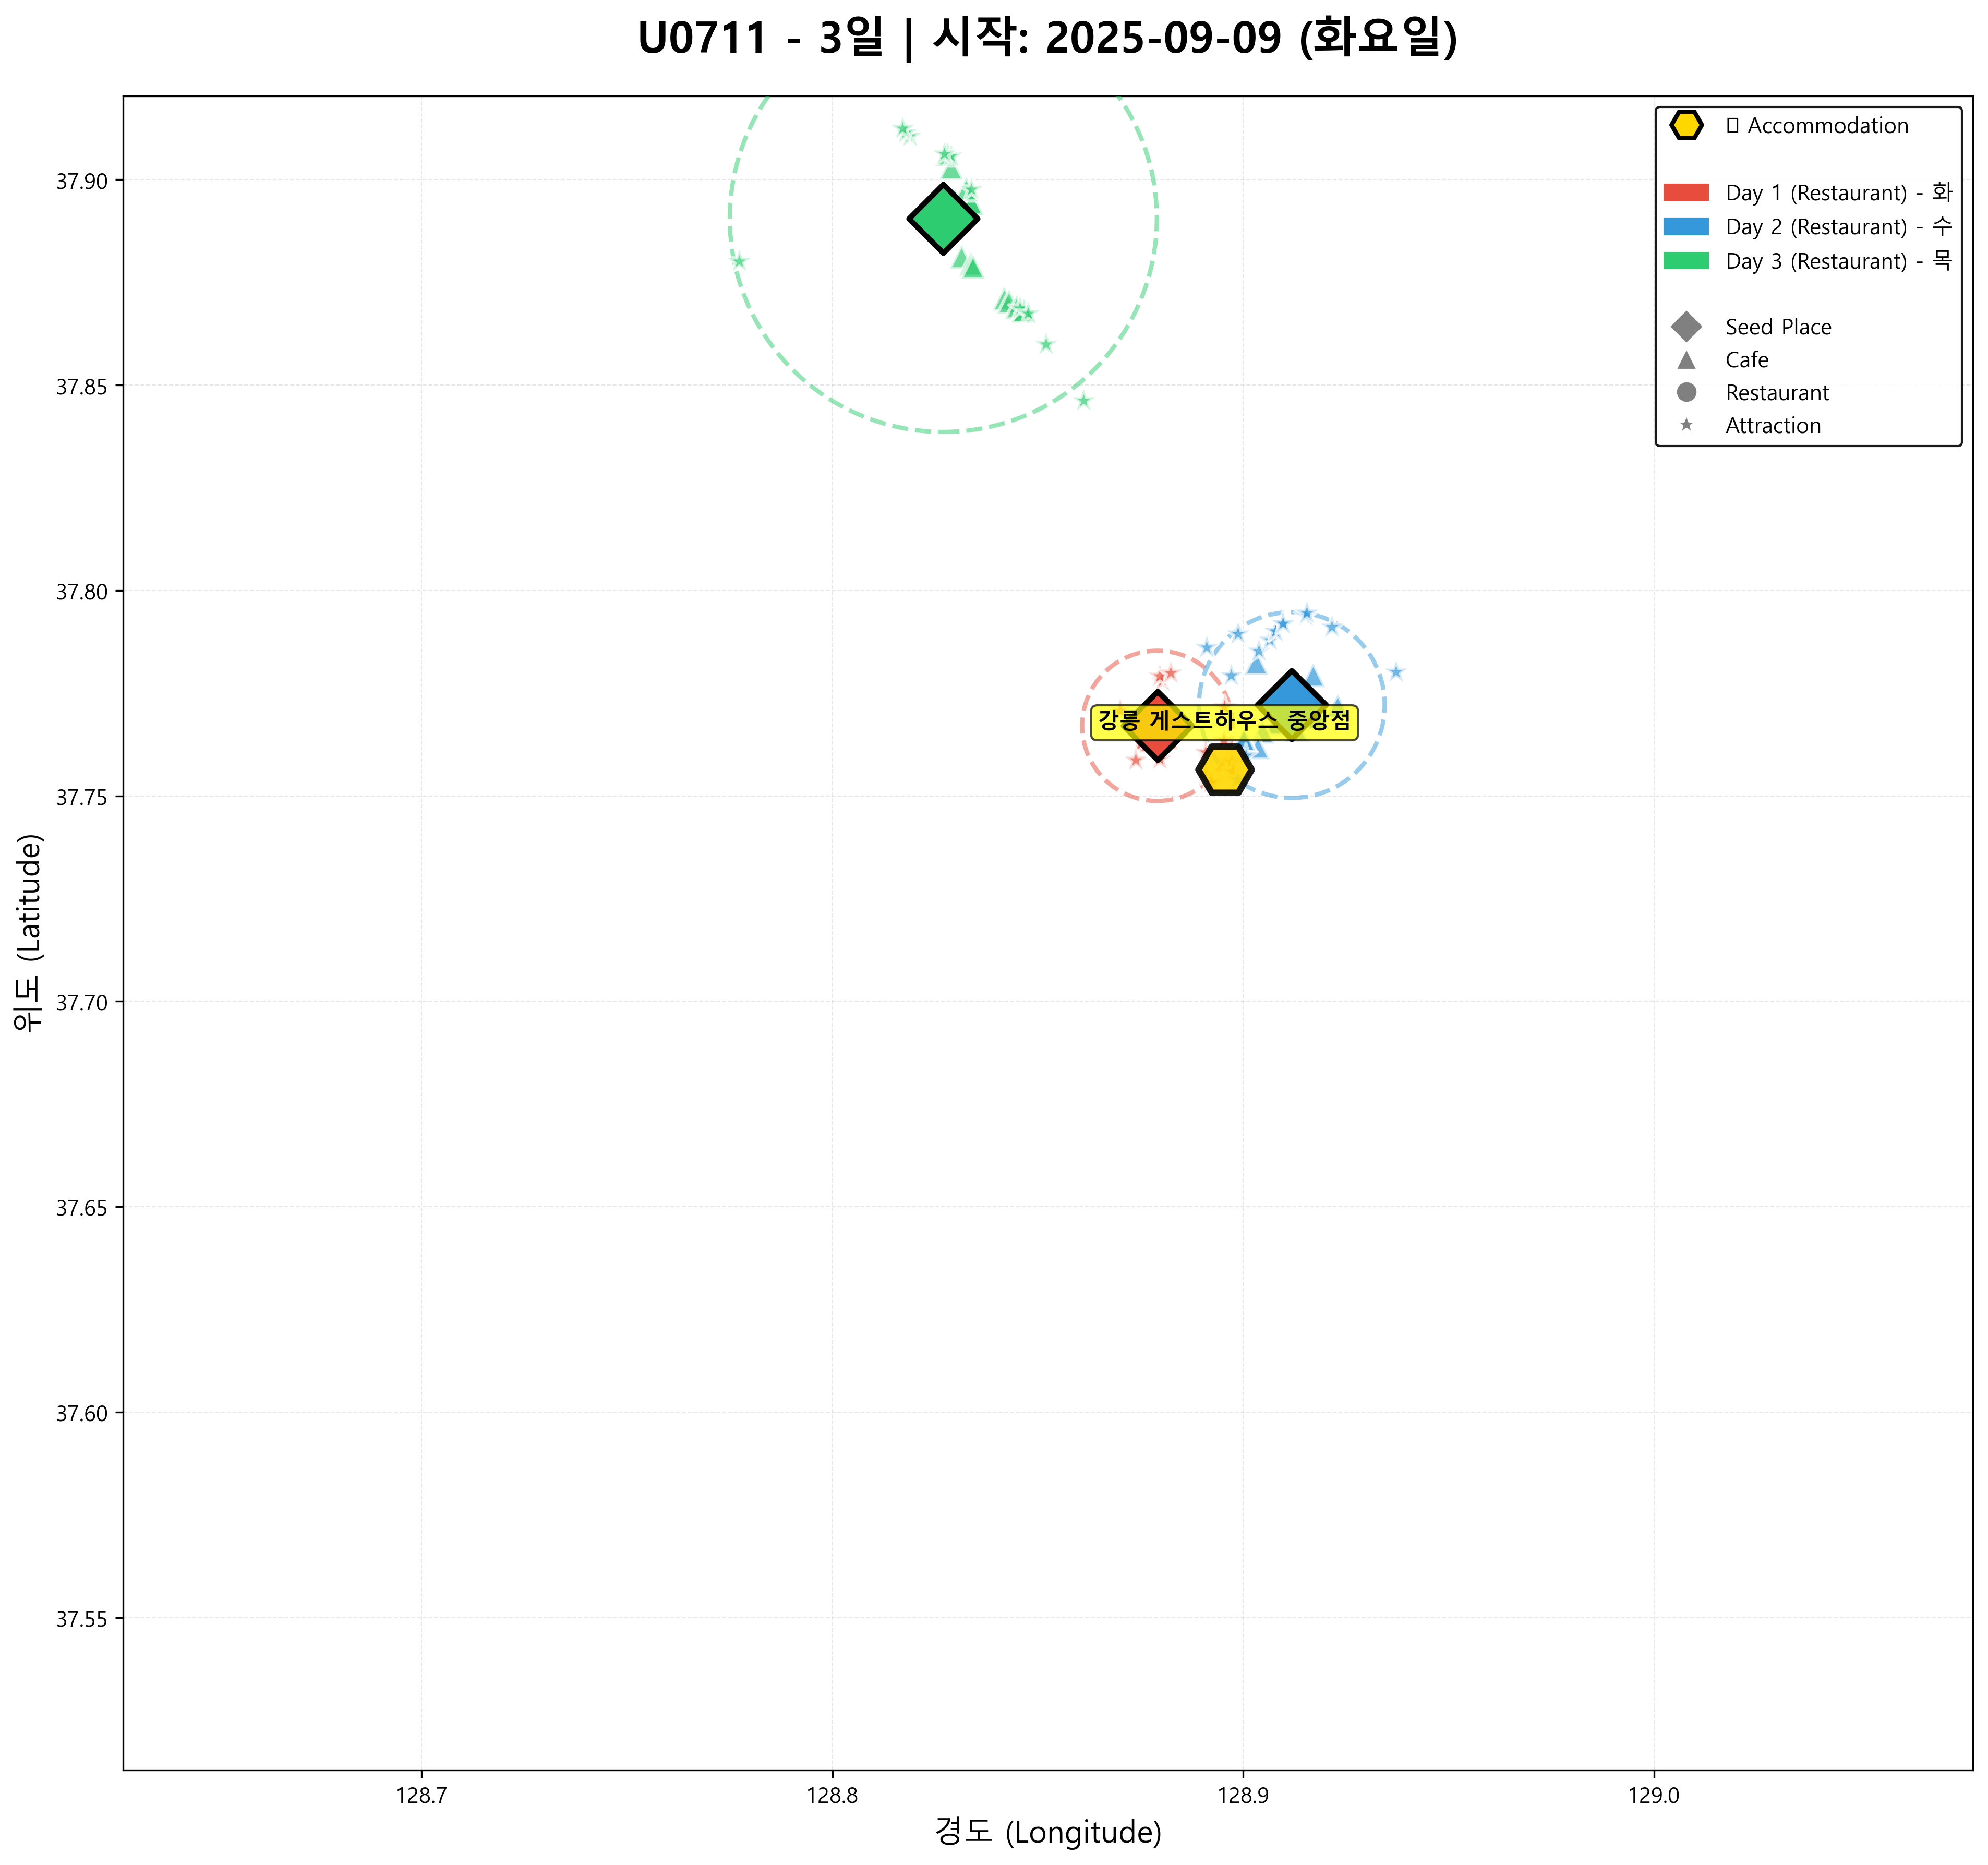 U0711 - 3일 | 시작: 2025-09-09 (화요일)
Accommodation
Day 1 (Restaurant) - 화
Day 2 (Restaurant) - 수
Day 3 (Restaurant) - 목
Seed Place
Cafe
Restaurant
Attraction
강릉 게스트하우스 중앙점
위도 (Latitude)
37.90
37.85
37.80
37.75
37.70
37.65
37.60
37.55
128.7
128.8
128.9
129.0
경도 (Longitude)